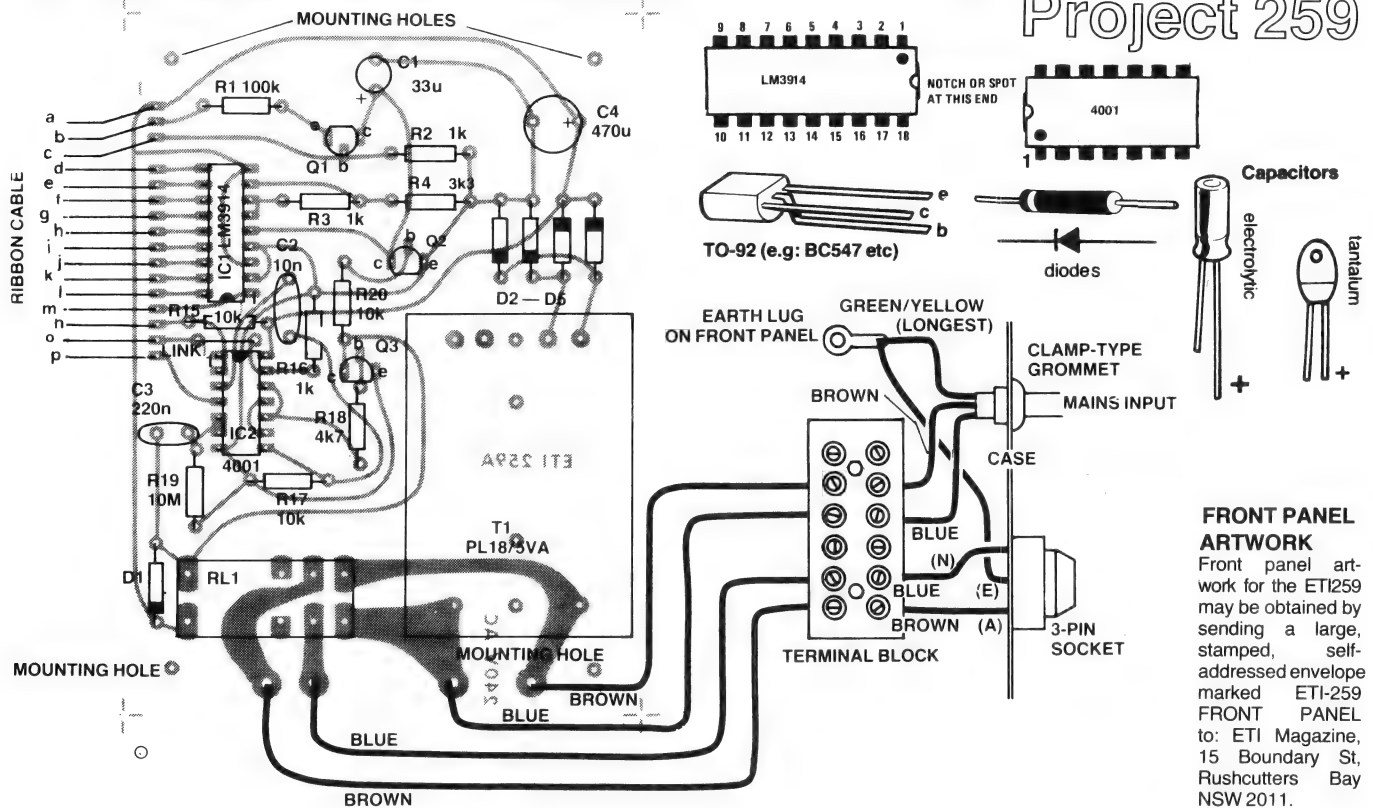 Project 259
MOUNTING HOLES
R1 100k
C1
33u
C4
470u
a
b
c
d
e
f
g
h
i
j
k
l
m
n
o
p
RIBBON CABLE
c
Q1 b
R2 1k
R4 3k3
R3 1k
IC1 LM3914
C2
10n
b
Q2
c
e
1
R15
10k
R20
10k
D2 — D5
LINK
1
R16
1k
b
Q3
c
e
C3
220n
R18
4k7
IC2
4001
R19
10M
R17
10k
ETI 259A
T1
PL18/5VA
D1
RL1
240V AC
MOUNTING HOLE
MOUNTING HOLE
BROWN
BLUE
BLUE
BROWN
9 8 7 6 5 4 3 2 1
LM3914
10 11 12 13 14 15 16 17 18
NOTCH OR SPOT
AT THIS END
4001
1
e
c
b
TO-92 (e.g: BC547 etc)
diodes
Capacitors
electrolytic
tantalum
+
+
EARTH LUG
ON FRONT PANEL
GREEN/YELLOW
(LONGEST)
BROWN
CLAMP-TYPE
GROMMET
MAINS INPUT
CASE
BLUE
(N)
BLUE
(E)
BROWN
(A)
3-PIN
SOCKET
TERMINAL BLOCK
FRONT PANEL
ARTWORK
Front panel art-
work for the ETI259
may be obtained by
sending a large,
stamped, self-
addressed envelope
marked ETI-259
FRONT PANEL
to: ETI Magazine,
15 Boundary St,
Rushcutters Bay
NSW 2011.